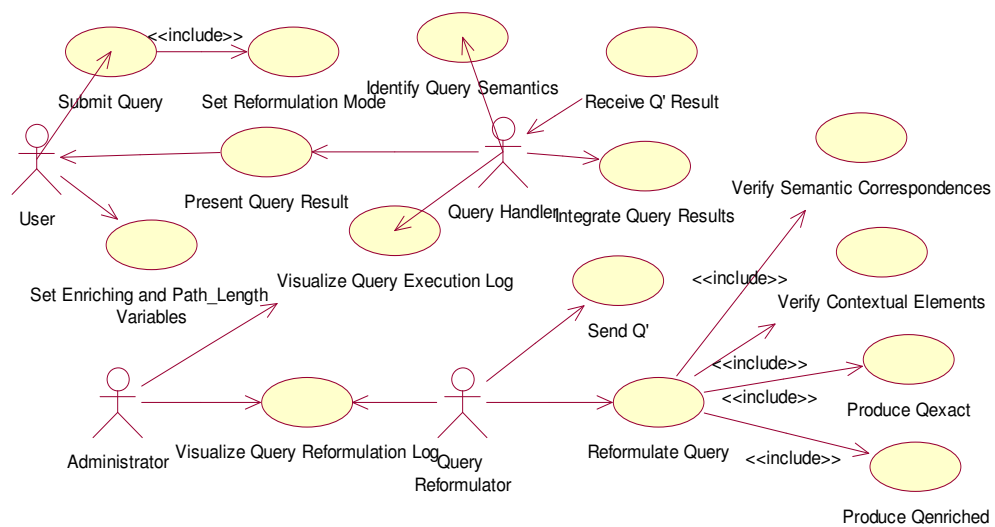 <<include>>
Submit Query
Set Reformulation Mode
Identify Query Semantics
Receive Q' Result
User
Present Query Result
Query Handler
Integrate Query Results
Verify Semantic Correspondences
Set Enriching and Path_Length
Variables
Visualize Query Execution Log
<<include>>
Verify Contextual Elements
Send Q'
<<include>>
<<include>>
Produce Qexact
Administrator
Visualize Query Reformulation Log
Query
Reformulator
Reformulate Query
<<include>>
Produce Qenriched